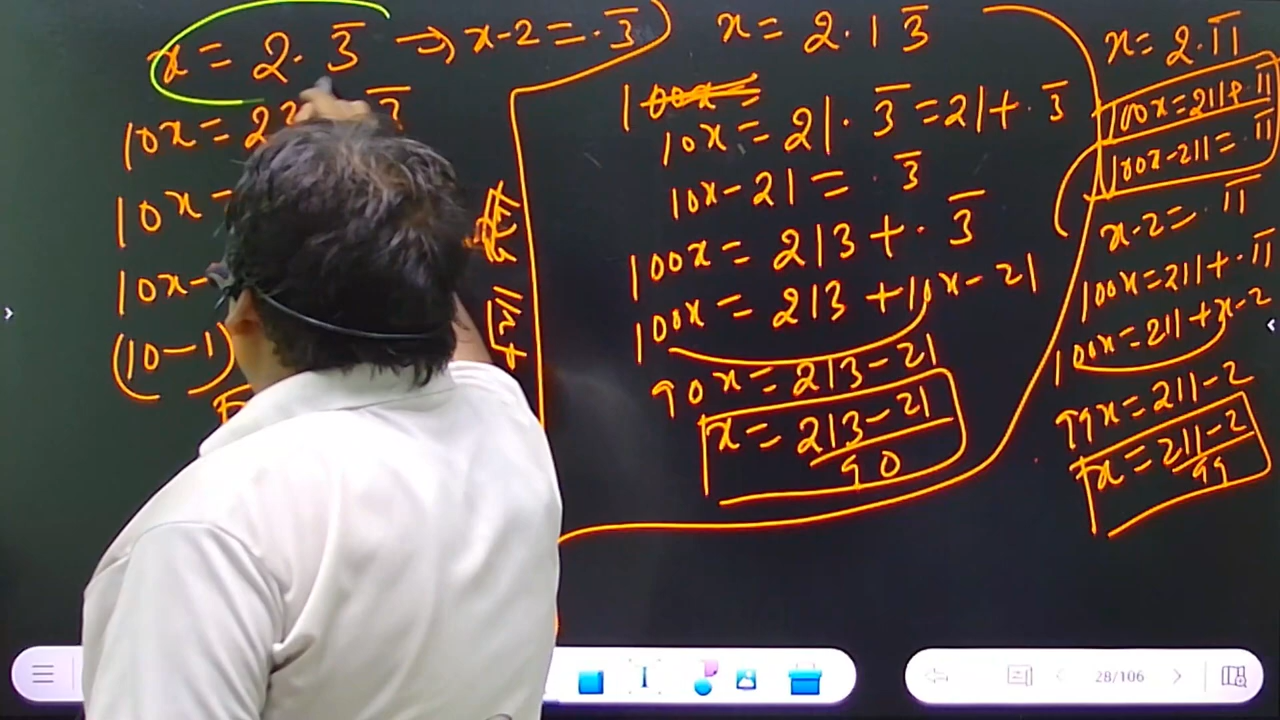 x = 2.3̅ → x-2 = .3̅
10x = 23 3̅
10x -
10x -
(10-1)
x = 2.13̅
10x = 21.3̅ = 21 + .3̅
10x - 21 = .3̅
100x = 213 + .3̅
100x = 213 + 10x - 21
90x = 213 - 21
x = 213 - 21 / 90
x = 2.1̅1̅
100x = 211 + .1̅1̅
100x - 211 = .1̅1̅
x - 2 = .1̅1̅
100x = 211 + .1̅1̅
100x = 211 + x - 2
99x = 211 - 2
x = 211 - 2 / 99
28/106